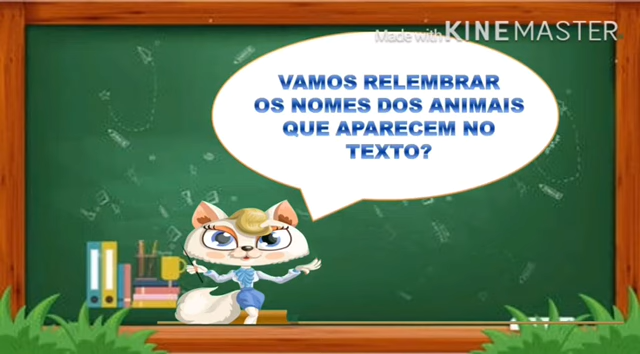 Made with KINEMASTER
VAMOS RELEMBRAR
OS NOMES DOS ANIMAIS
QUE APARECEM NO
TEXTO?